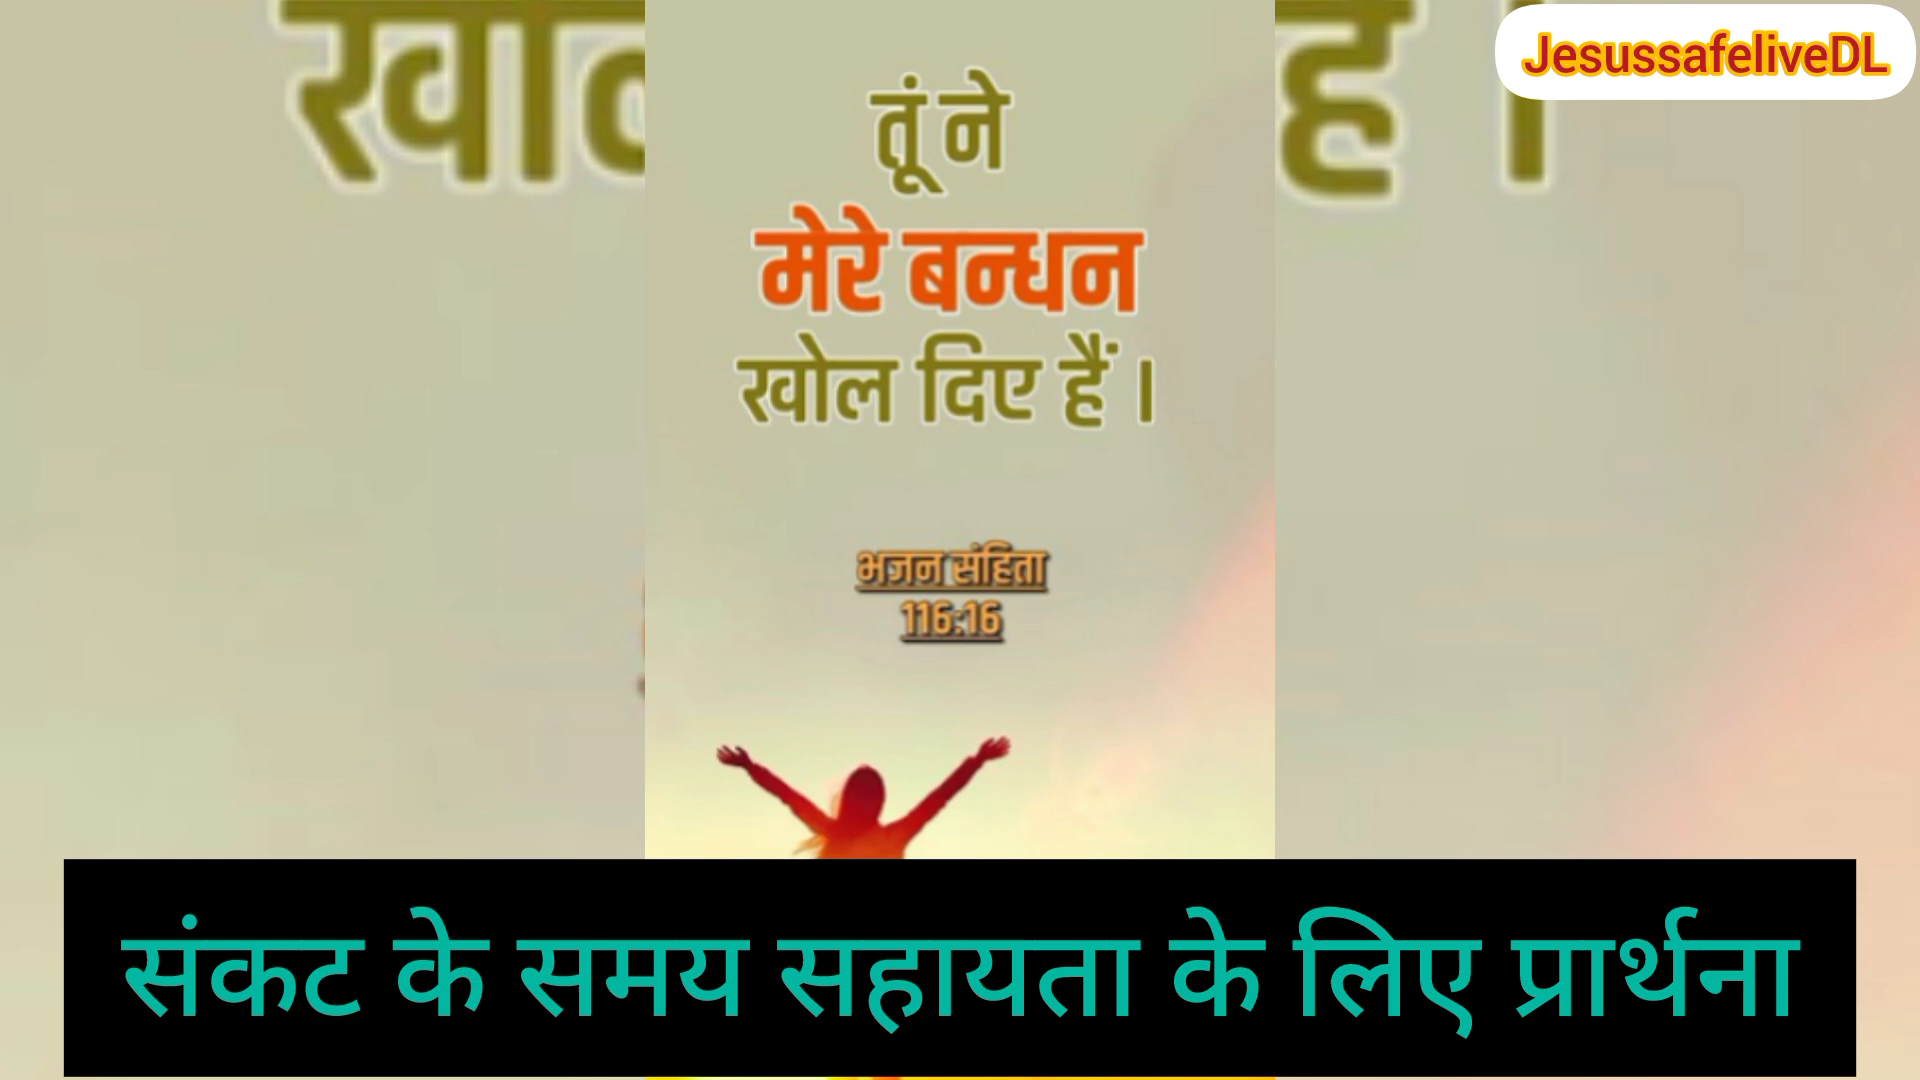 JesussafeliveDL
तूं ने
मेरे बन्धन
खोल दिए हैं ।
भजन संहिता
116:16
संकट के समय सहायता के लिए प्रार्थना